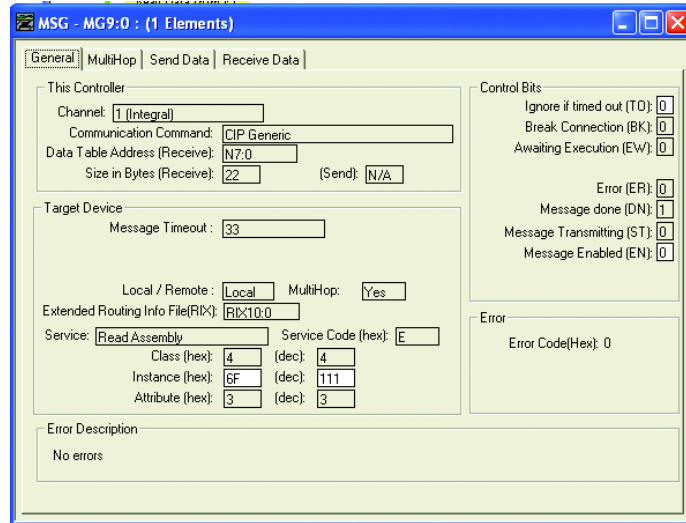 MSG - MG9:0 : (1 Elements)
General MultiHop Send Data Receive Data
This Controller
Channel: 1 (Integral)
Communication Command: CIP Generic
Data Table Address (Receive): N7:0
Size in Bytes (Receive): 22 (Send): N/A
Target Device
Message Timeout : 33
Local / Remote : Local MultiHop: Yes
Extended Routing Info File(RIX): RIX10:0
Service: Read Assembly Service Code (hex): E
Class (hex): 4 (dec): 4
Instance (hex): 6F (dec): 111
Attribute (hex): 3 (dec): 3
Control Bits
Ignore if timed out (TO): 0
Break Connection (BK): 0
Awaiting Execution (EW): 0
Error (ER): 0
Message done (DN): 1
Message Transmitting (ST): 0
Message Enabled (EN): 0
Error
Error Code(Hex): 0
Error Description
No errors